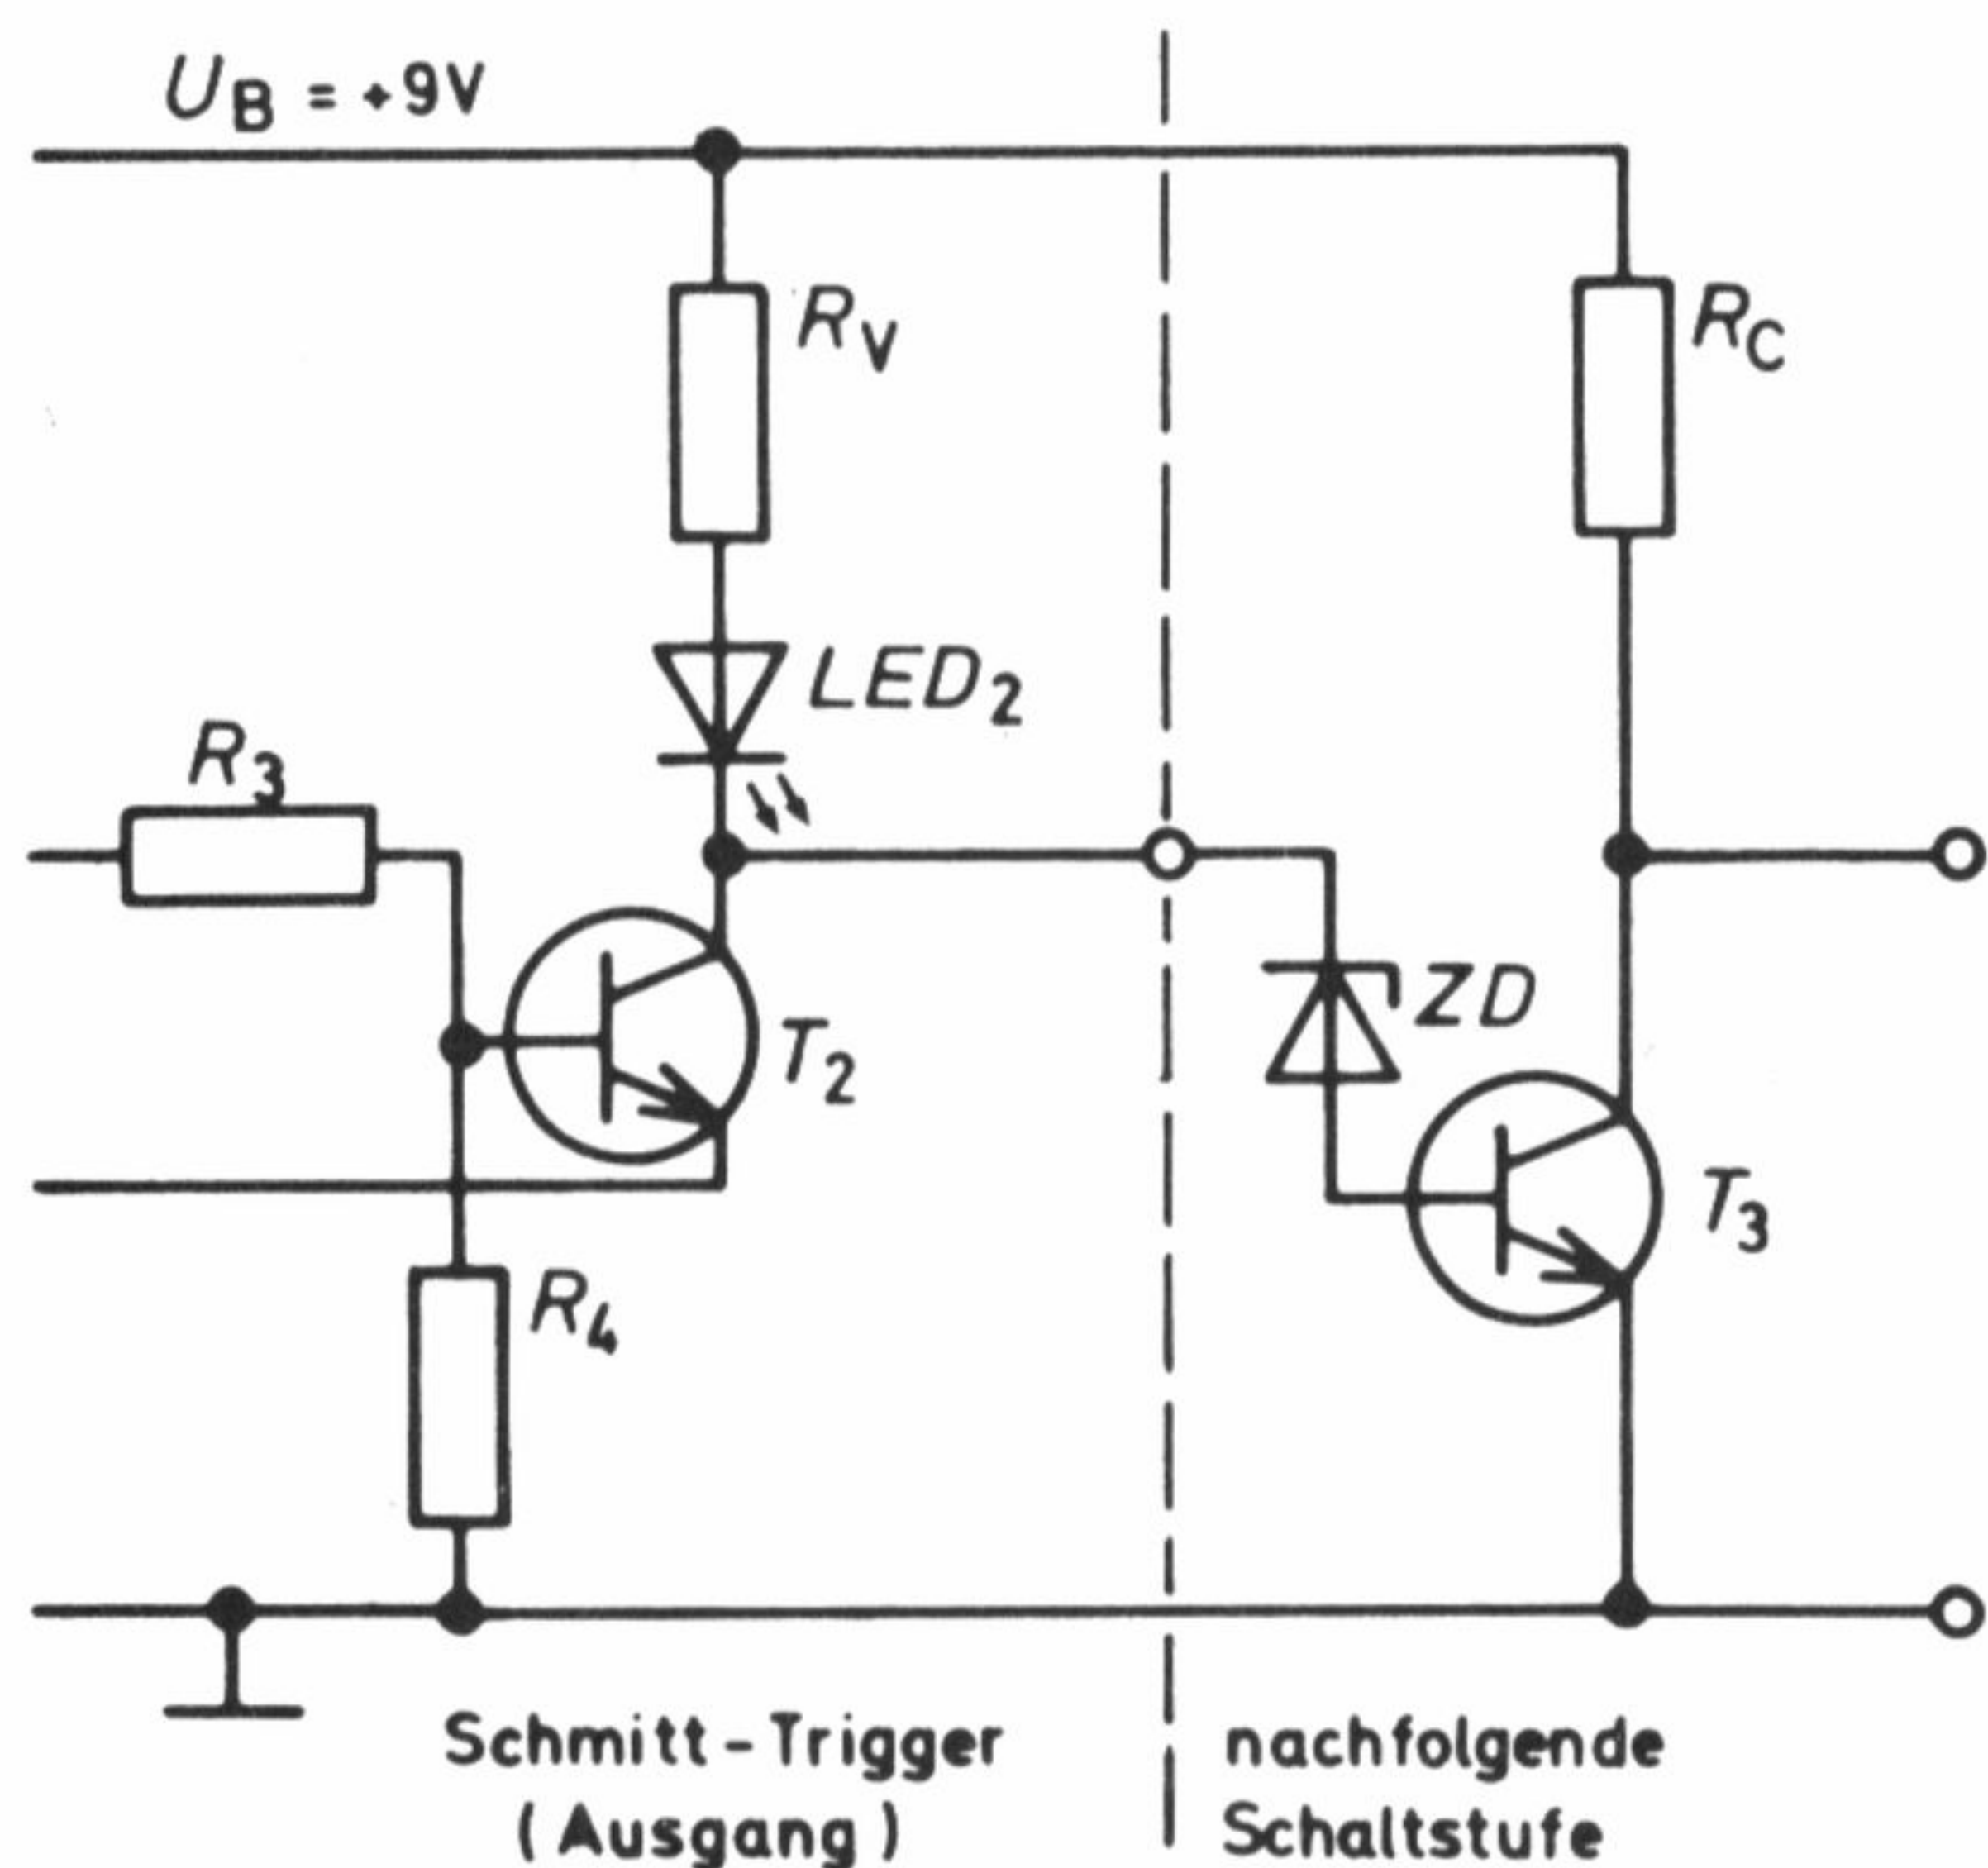 U_B = +9V
R_V
R_C
LED_2
R_3
ZD
T_2
T_3
R_4
Schmitt-Trigger
(Ausgang)
nachfolgende
Schaltstufe